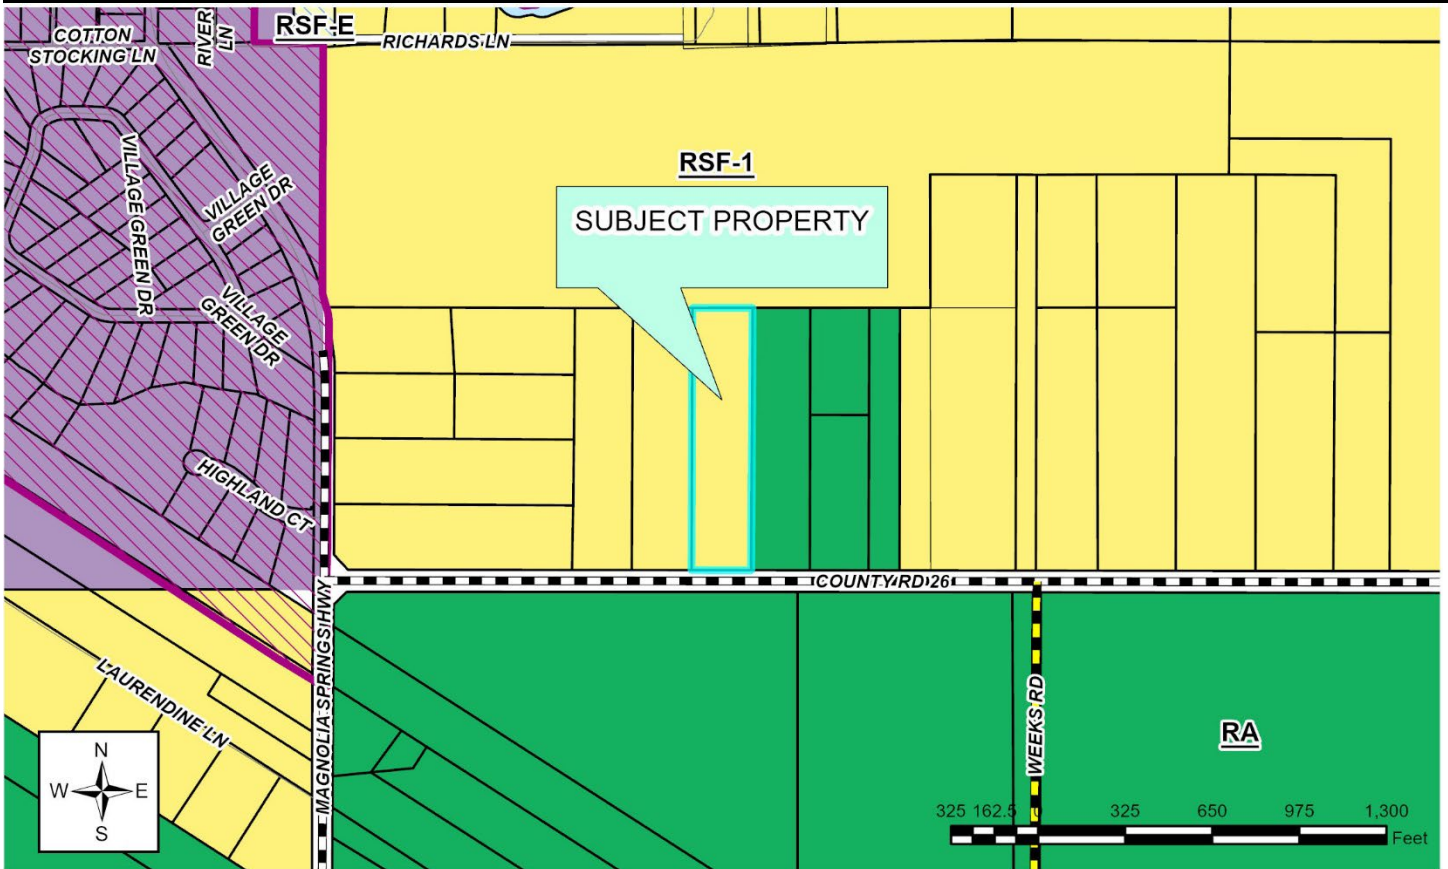 RSF-E
COTTON
STOCKING LN
RIVER
LN
RICHARDS LN
VILLAGE GREEN DR
VILLAGE
GREEN DR
RSF-1
SUBJECT PROPERTY
VILLAGE
GREEN DR
HIGHLAND CT
COUNTY RD 26
MAGNOLIA SPRINGS HWY
LAURENDINE LN
WEEKS RD
RA
N
W E
S
325 162.5 0 325 650 975 1,300
Feet